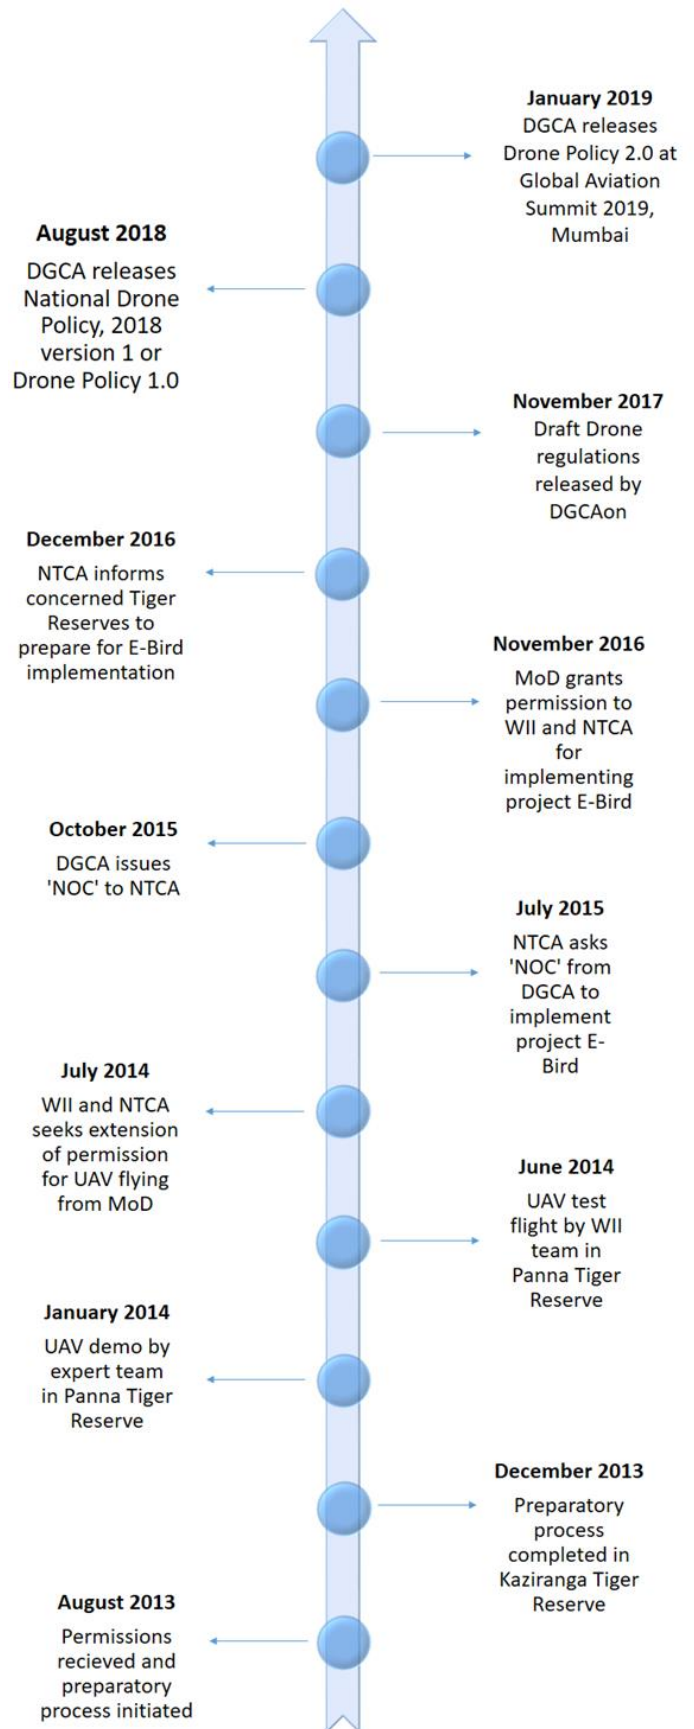 January 2019
DGCA releases
Drone Policy 2.0 at
Global Aviation
Summit 2019,
Mumbai
August 2018
DGCA releases
National Drone
Policy, 2018
version 1 or
Drone Policy 1.0
November 2017
Draft Drone
regulations
released by
DGCAon
December 2016
NTCA informs
concerned Tiger
Reserves to
prepare for E-Bird
implementation
November 2016
MoD grants
permission to
WII and NTCA
for
implementing
project E-Bird
October 2015
DGCA issues
'NOC' to NTCA
July 2015
NTCA asks
'NOC' from
DGCA to
implement
project E-
Bird
July 2014
WII and NTCA
seeks extension
of permission
for UAV flying
from MoD
June 2014
UAV test
flight by WII
team in
Panna Tiger
Reserve
January 2014
UAV demo by
expert team
in Panna Tiger
Reserve
December 2013
Preparatory
process
completed in
Kaziranga Tiger
Reserve
August 2013
Permissions
recieved and
preparatory
process initiated